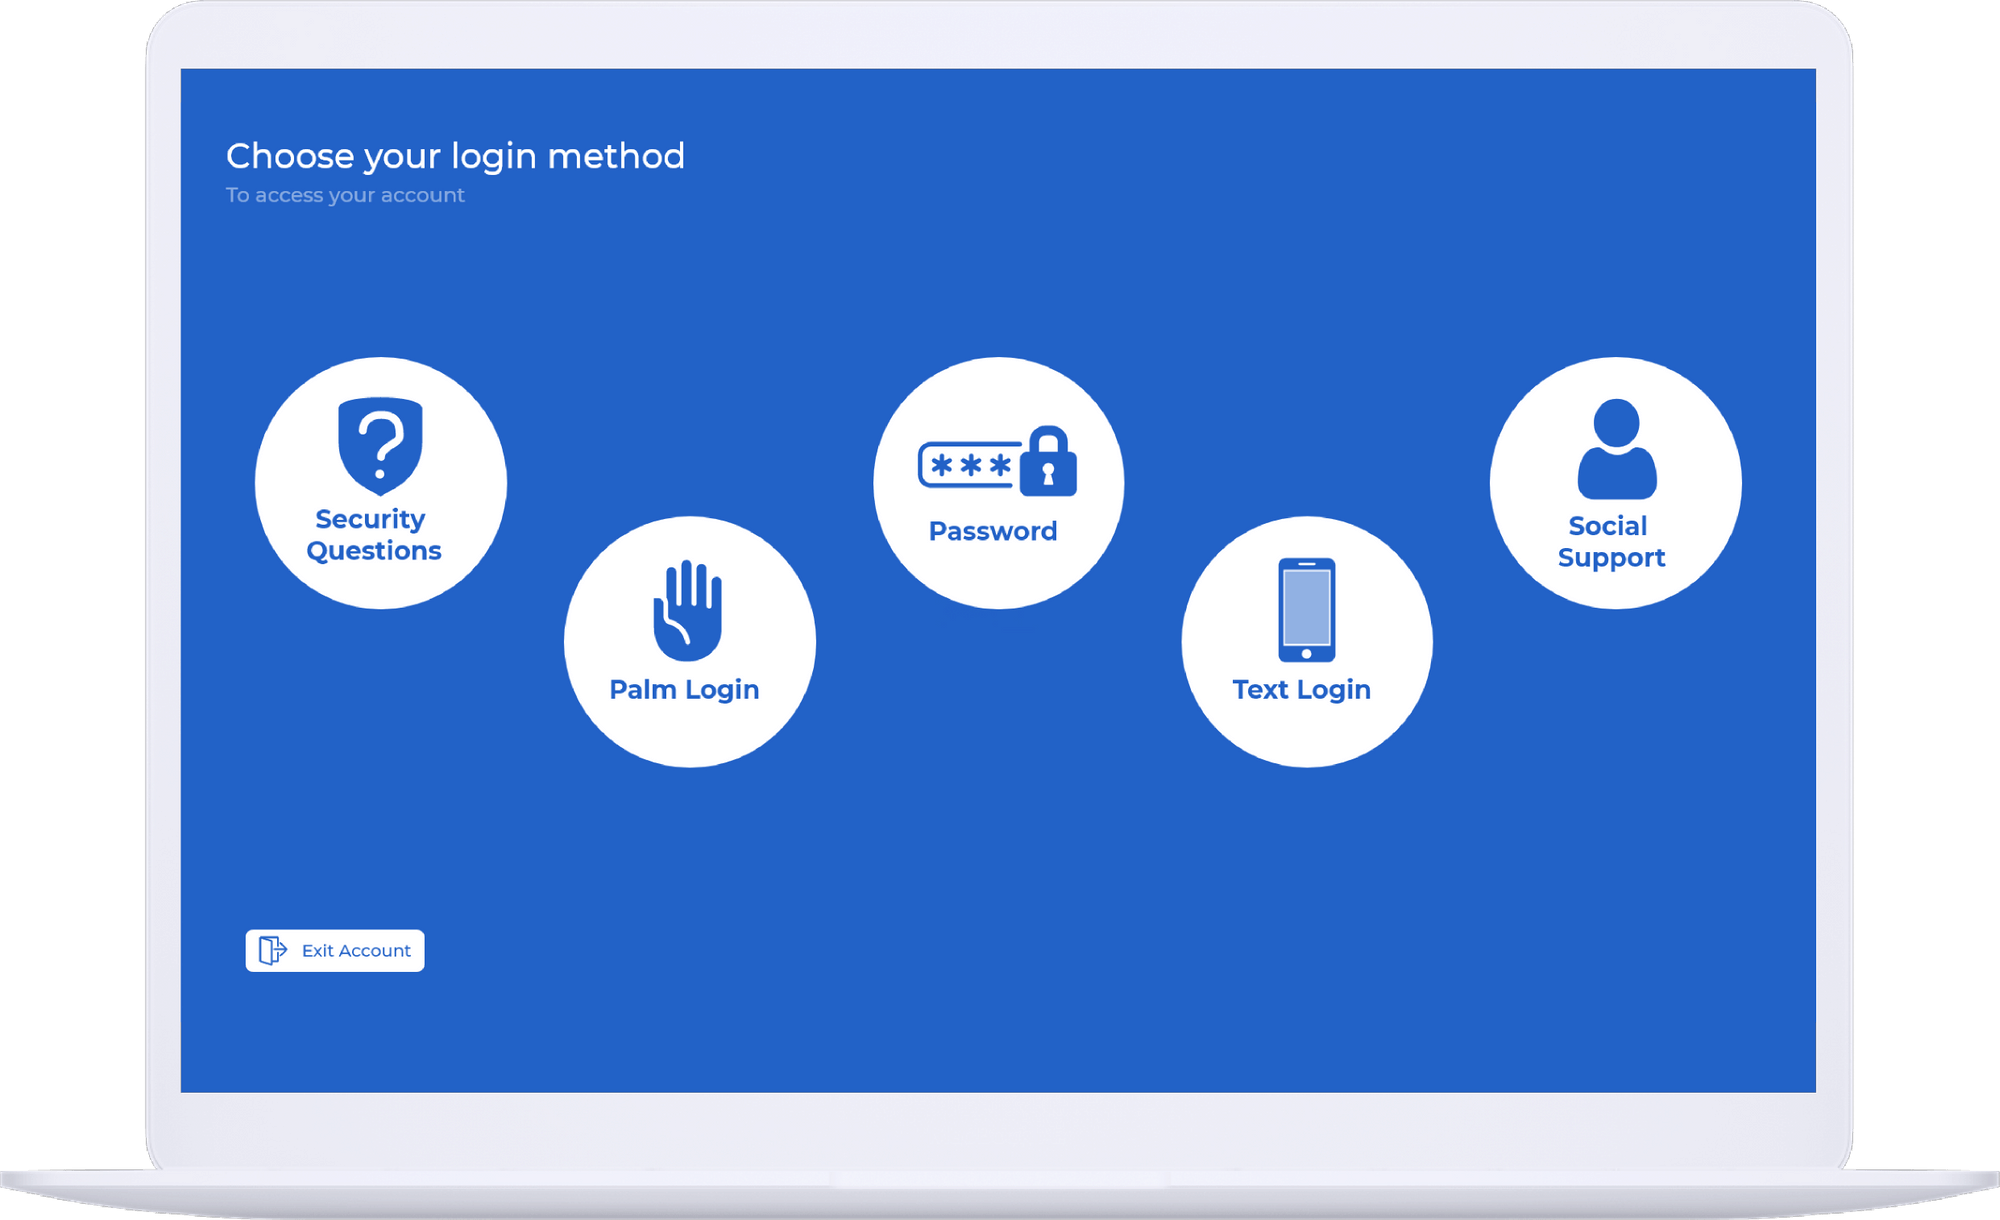 Choose your login method
To access your account
Security
Questions
Palm Login
***
Password
Text Login
Social
Support
Exit Account